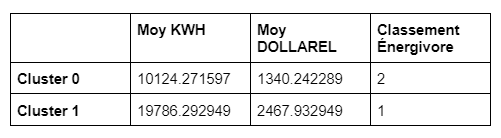 Moy KWH Moy DOLLAREL Classement Énergivore
Cluster 0 10124.271597 1340.242289 2
Cluster 1 19786.292949 2467.932949 1